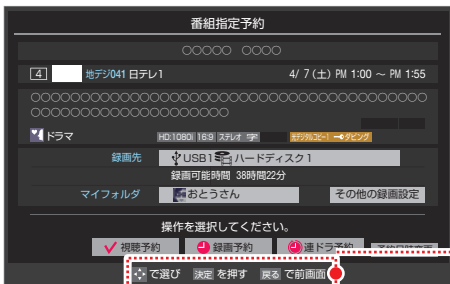 番組指定予約
○○○○○ ○○○○
4 地デジ041 日テレ1 4/ 7 (土) PM 1:00 ～ PM 1:55
○○○○○○○○○○○○○○○○○○○○○○○○○○○○○○○○○○○○○○○○
○○○○○○○○○○○○○○○○○○○○
ドラマ HD:1080i 16:9 ステレオ 字 光デジタルコピー1 ダビング
録画先 USB1 ハードディスク1
録画可能時間 38時間22分
マイフォルダ おとうさん その他の録画設定
操作を選択してください。
視聴予約 録画予約 連ドラ予約
で選び 決定 を押す 戻る で前画面